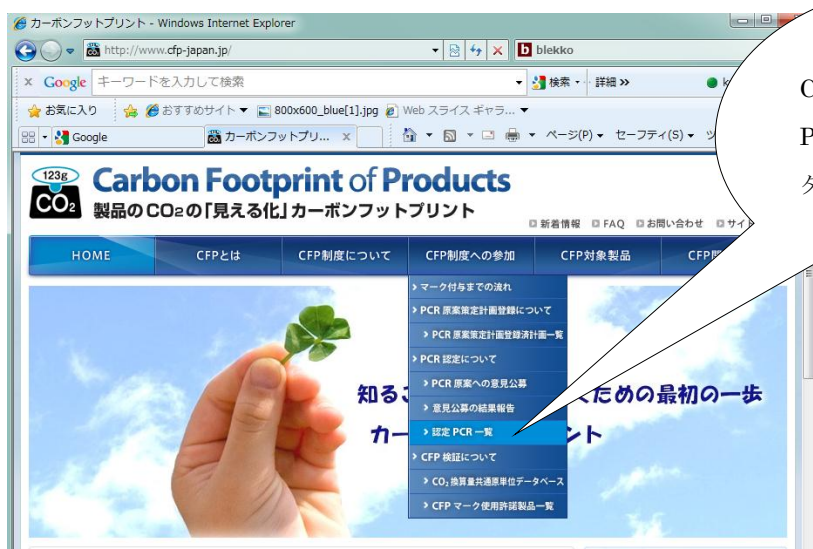 カーボンフットプリント - Windows Internet Explorer
http://www.cfp-japan.jp/
blekko
Google キーワードを入力して検索 検索 詳細 »
お気に入り おすすめサイト 800x600_blue[1].jpg Web スライス ギャラ...
Google カーボンフットプリ... x ページ(P) セーフティ(S)
123g CO2
Carbon Footprint of Products
製品のCO2の「見える化」カーボンフットプリント
新着情報 FAQ お問い合わせ
HOME CFPとは CFP制度について CFP制度への参加 CFP対象製品
マーク付与までの流れ
PCR 原案策定計画登録について
PCR 原案策定計画登録済計画一覧
PCR 認定について
PCR 原案への意見公募
意見公募の結果報告
認定 PCR 一覧
CFP 検証について
CO2 換算量共通原単位データベース
CFP マーク使用許諾製品一覧
知る
ための最初の一歩
カー
ント